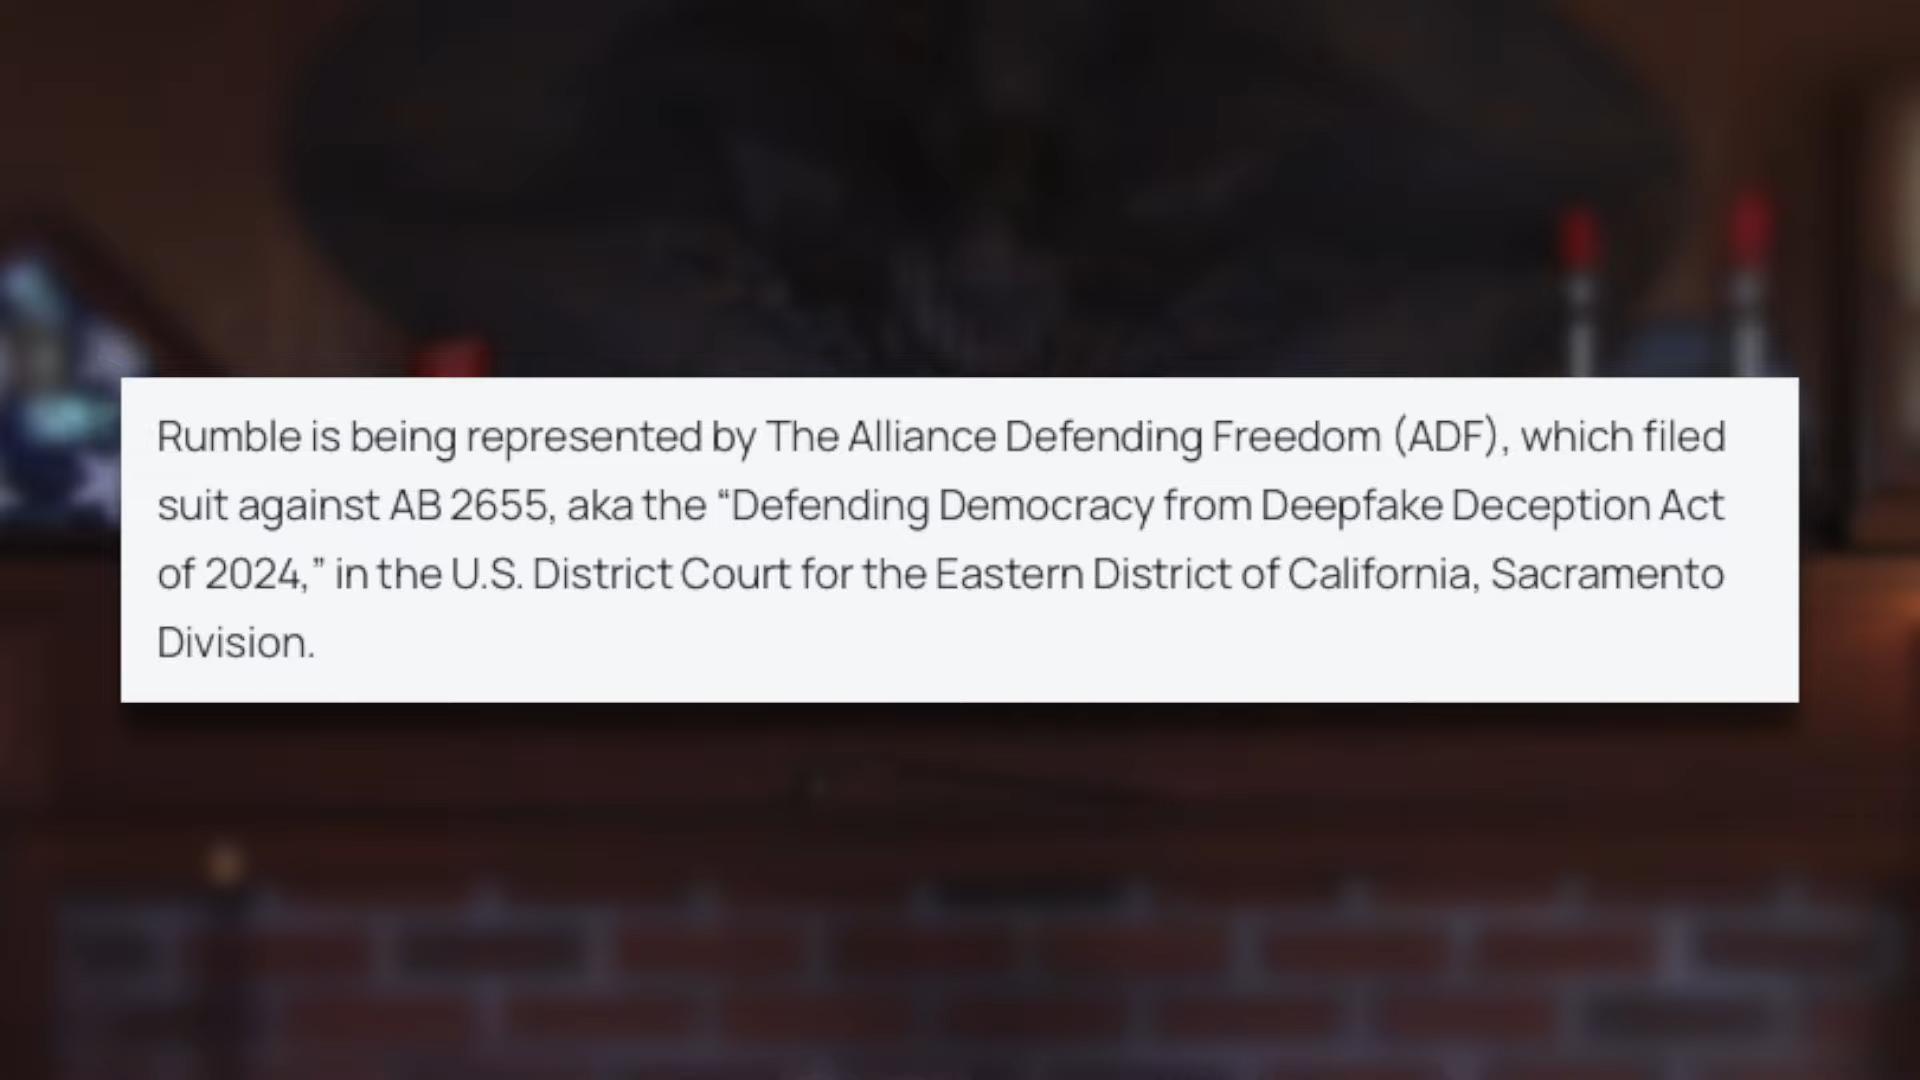 Rumble is being represented by The Alliance Defending Freedom (ADF), which filed
suit against AB 2655, aka the “Defending Democracy from Deepfake Deception Act
of 2024,” in the U.S. District Court for the Eastern District of California, Sacramento
Division.